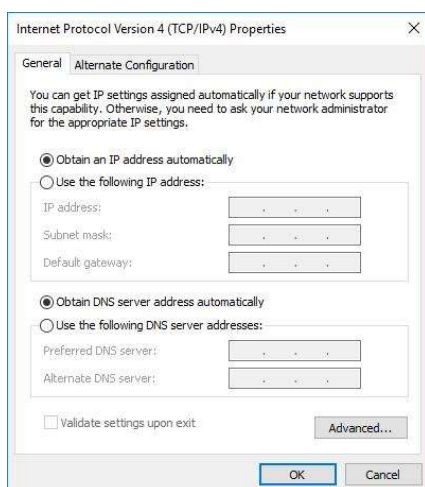 Internet Protocol Version 4 (TCP/IPv4) Properties
General
Alternate Configuration
You can get IP settings assigned automatically if your network supports
this capability. Otherwise, you need to ask your network administrator
for the appropriate IP settings.
Obtain an IP address automatically
Use the following IP address:
IP address:
Subnet mask:
Default gateway:
Obtain DNS server address automatically
Use the following DNS server addresses:
Preferred DNS server:
Alternate DNS server:
Validate settings upon exit
Advanced...
OK
Cancel